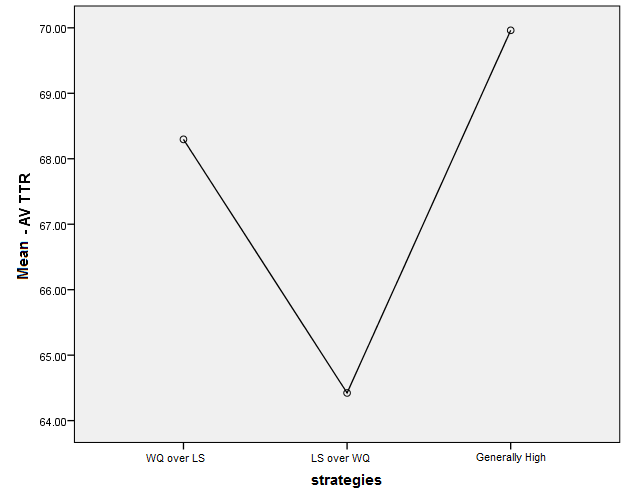 70.00
69.00
68.00
67.00
66.00
65.00
64.00
Mean - AV TTR
WQ over LS
LS over WQ
Generally High
strategies